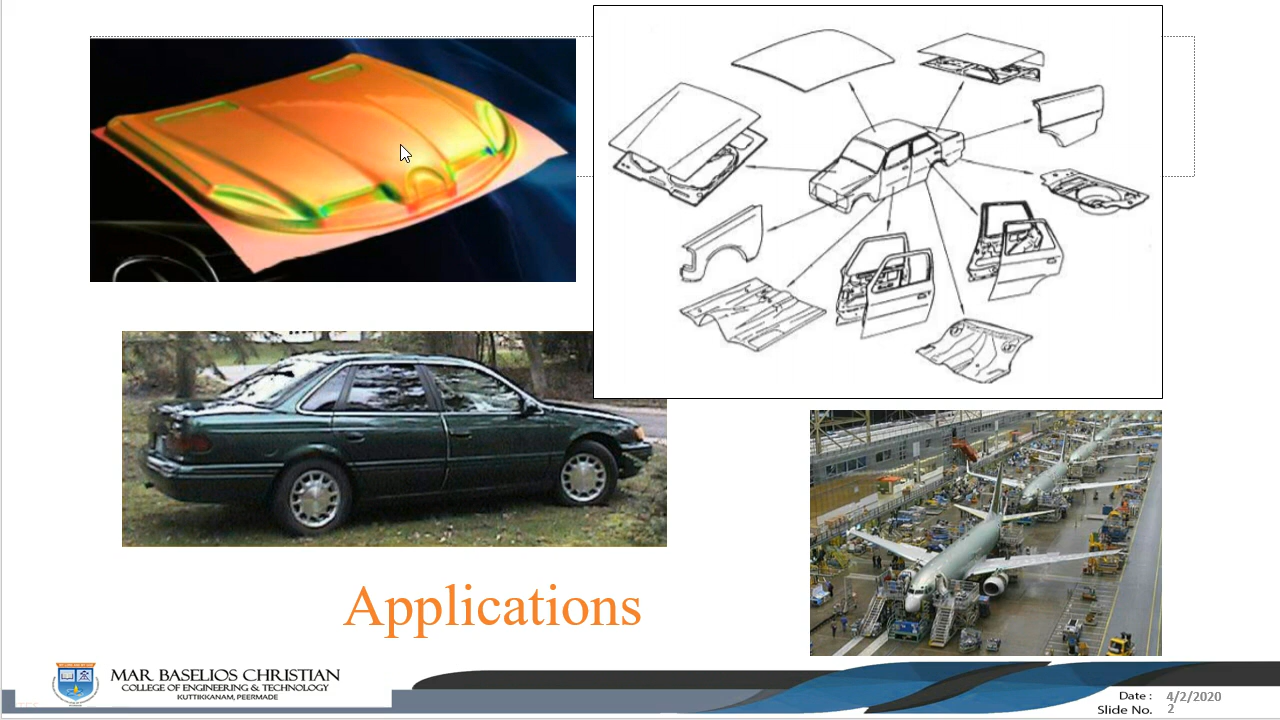 Applications
MAR BASELIOS CHRISTIAN
COLLEGE OF ENGINEERING & TECHNOLOGY
KUTTIKKANAM, PEERMADE
Date : 4/2/2020
Slide No. 2